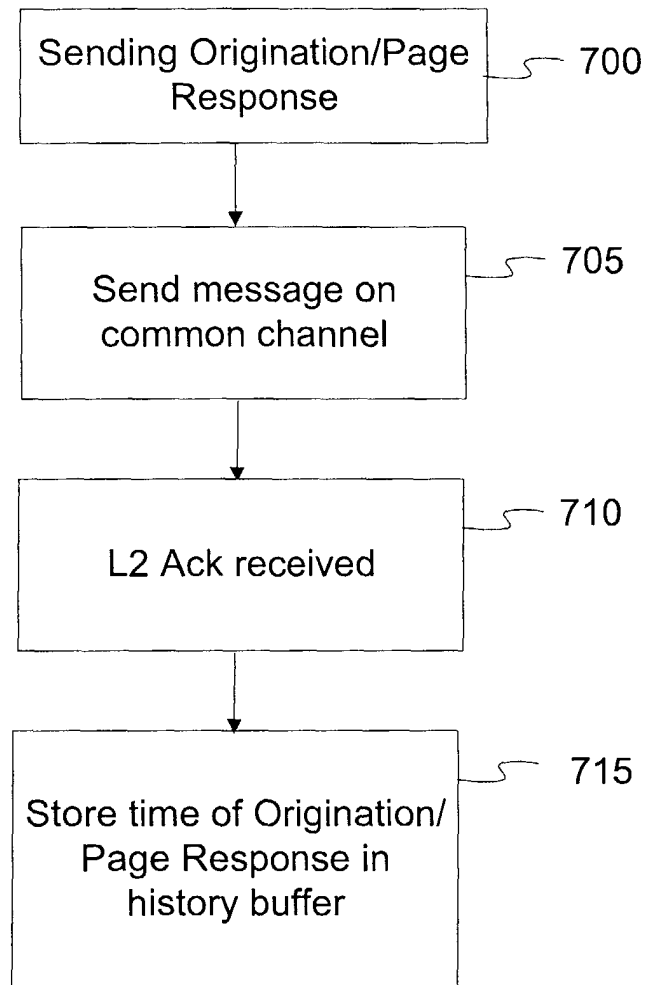 Sending Origination/Page
Response
700
Send message on
common channel
705
L2 Ack received
710
Store time of Origination/
Page Response in
history buffer
715